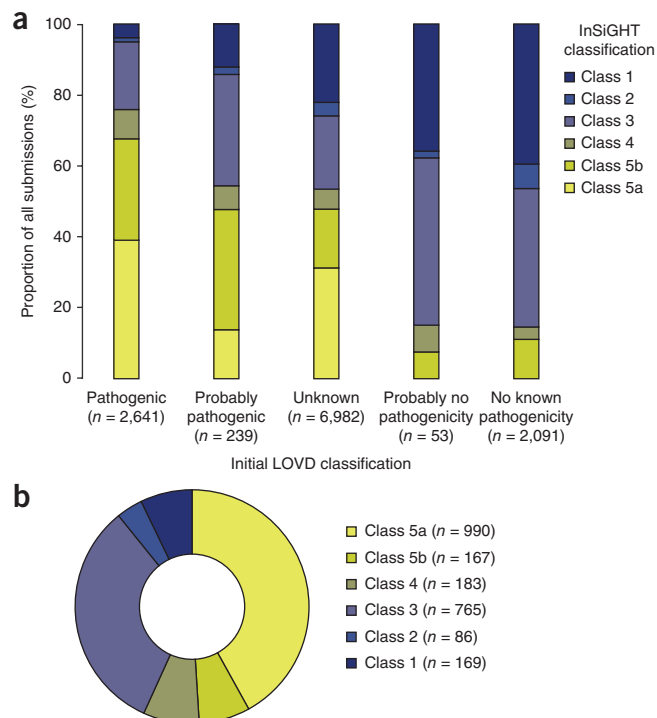 a
100
80
60
40
20
0
Proportion of all submissions (%)
InSiGHT
classification
Class 1
Class 2
Class 3
Class 4
Class 5b
Class 5a
Pathogenic
(n = 2,641)
Probably
pathogenic
(n = 239)
Unknown
(n = 6,982)
Probably no
pathogenicity
(n = 53)
No known
pathogenicity
(n = 2,091)
Initial LOVD classification
b
Class 5a (n = 990)
Class 5b (n = 167)
Class 4 (n = 183)
Class 3 (n = 765)
Class 2 (n = 86)
Class 1 (n = 169)